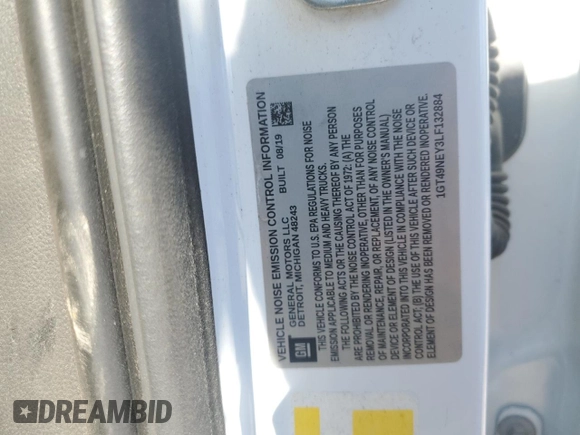 VEHICLE NOISE EMISSION CONTROL INFORMATION
GM
GENERAL MOTORS LLC BUILT 08/19
DETROIT, MICHIGAN 48243
THIS VEHICLE CONFORMS TO U.S. EPA REGULATIONS FOR NOISE
EMISSION APPLICABLE TO MEDIUM AND HEAVY TRUCKS.
THE FOLLOWING ACTS OR THE CAUSING THEREOF BY ANY PERSON
ARE PROHIBITED BY THE NOISE CONTROL ACT OF 1972. (A) THE
REMOVAL OR RENDERING INOPERATIVE, OTHER THAN FOR PURPOSES
OF MAINTENANCE, REPAIR, OR REPLACEMENT, OF ANY NOISE CONTROL
DEVICE OR ELEMENT OF DESIGN (LISTED IN THE OWNER'S MANUAL)
INCORPORATED INTO THIS VEHICLE IN COMPLIANCE WITH THE NOISE
CONTROL ACT; (B) THE USE OF THIS VEHICLE AFTER SUCH DEVICE OR
ELEMENT OF DESIGN HAS BEEN REMOVED OR RENDERED INOPERATIVE.
1GT49NEY3LF132884
DREAMBID